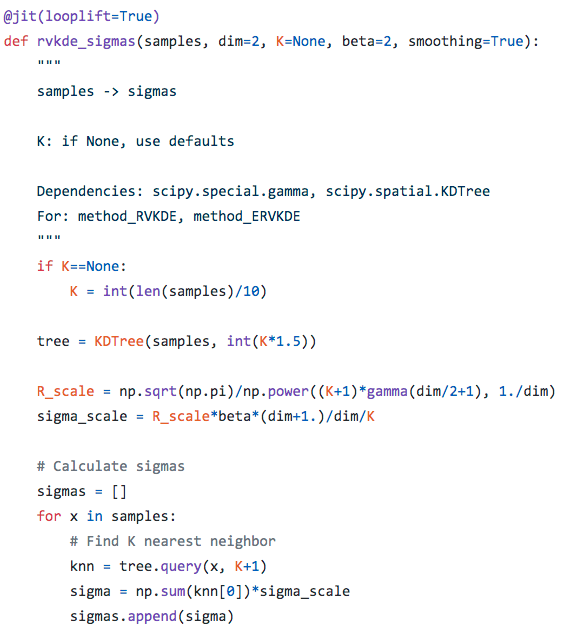 @jit(looplift=True)
def rvkde_sigmas(samples, dim=2, K=None, beta=2, smoothing=True):
    """
    samples -> sigmas

    K: if None, use defaults

    Dependencies: scipy.special.gamma, scipy.spatial.KDTree
    For: method_RVKDE, method_ERVKDE
    """
    if K==None:
        K = int(len(samples)/10)

    tree = KDTree(samples, int(K*1.5))

    R_scale = np.sqrt(np.pi)/np.power((K+1)*gamma(dim/2+1), 1./dim)
    sigma_scale = R_scale*beta*(dim+1.)/dim/K

    # Calculate sigmas
    sigmas = []
    for x in samples:
        # Find K nearest neighbor
        knn = tree.query(x, K+1)
        sigma = np.sum(knn[0])*sigma_scale
        sigmas.append(sigma)